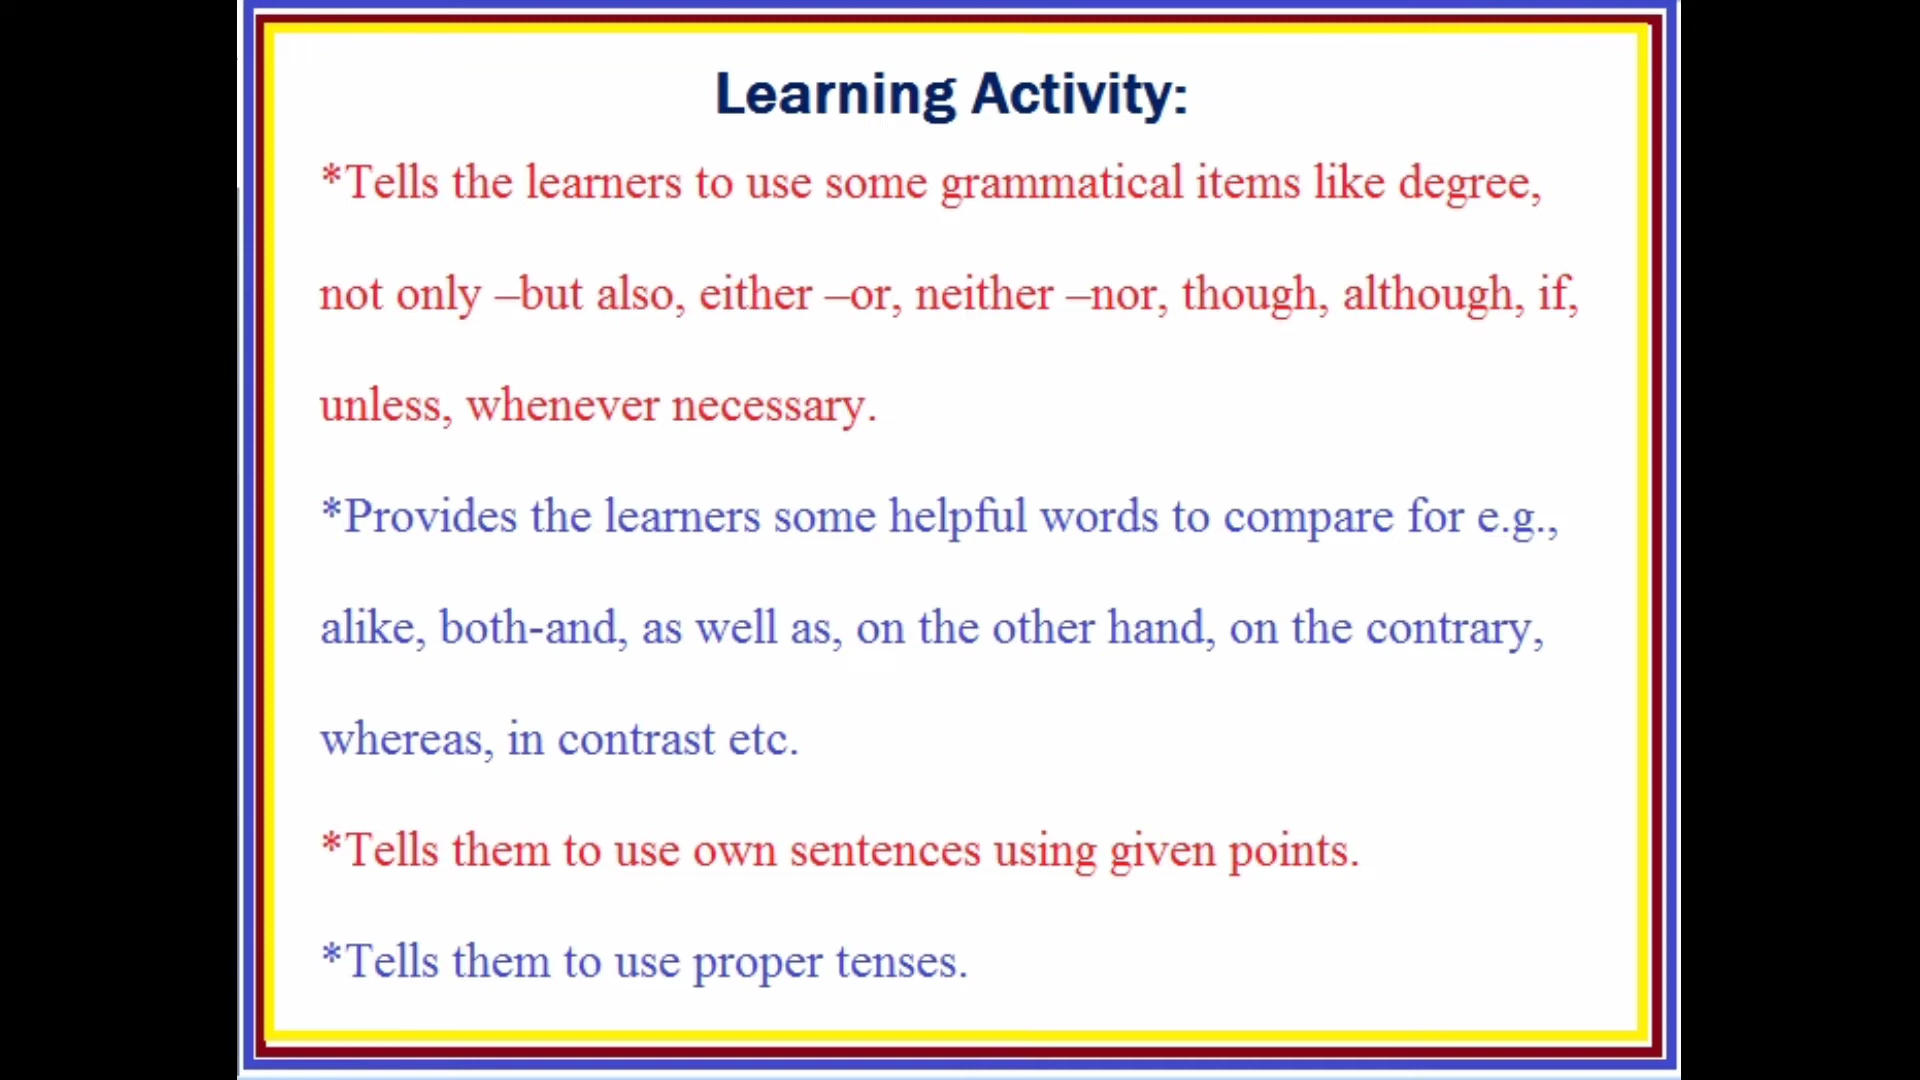 Learning Activity:
*Tells the learners to use some grammatical items like degree,
not only –but also, either –or, neither –nor, though, although, if,
unless, whenever necessary.
*Provides the learners some helpful words to compare for e.g.,
alike, both-and, as well as, on the other hand, on the contrary,
whereas, in contrast etc.
*Tells them to use own sentences using given points.
*Tells them to use proper tenses.